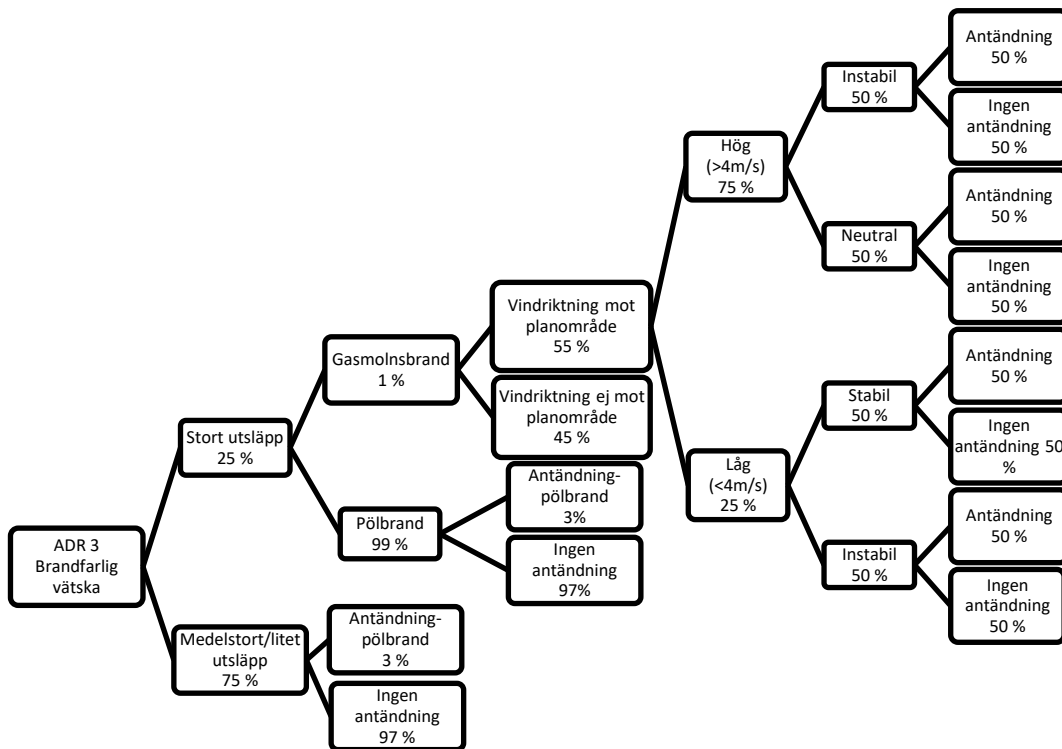 ADR 3
Brandfarlig
vätska
Stort utsläpp
25 %
Medelstort/litet
utsläpp
75 %
Gasmolnsbrand
1 %
Pölbrand
99 %
Antändning-
pölbrand
3 %
Ingen
antändning
97 %
Vindriktning mot
planområde
55 %
Vindriktning ej mot
planområde
45 %
Antändning-
pölbrand
3%
Ingen
antändning
97%
Hög
(>4m/s)
75 %
Låg
(<4m/s)
25 %
Instabil
50 %
Neutral
50 %
Stabil
50 %
Instabil
50 %
Antändning
50 %
Ingen
antändning
50 %
Antändning
50 %
Ingen
antändning
50 %
Antändning
50 %
Ingen
antändning 50
%
Antändning
50 %
Ingen
antändning
50 %